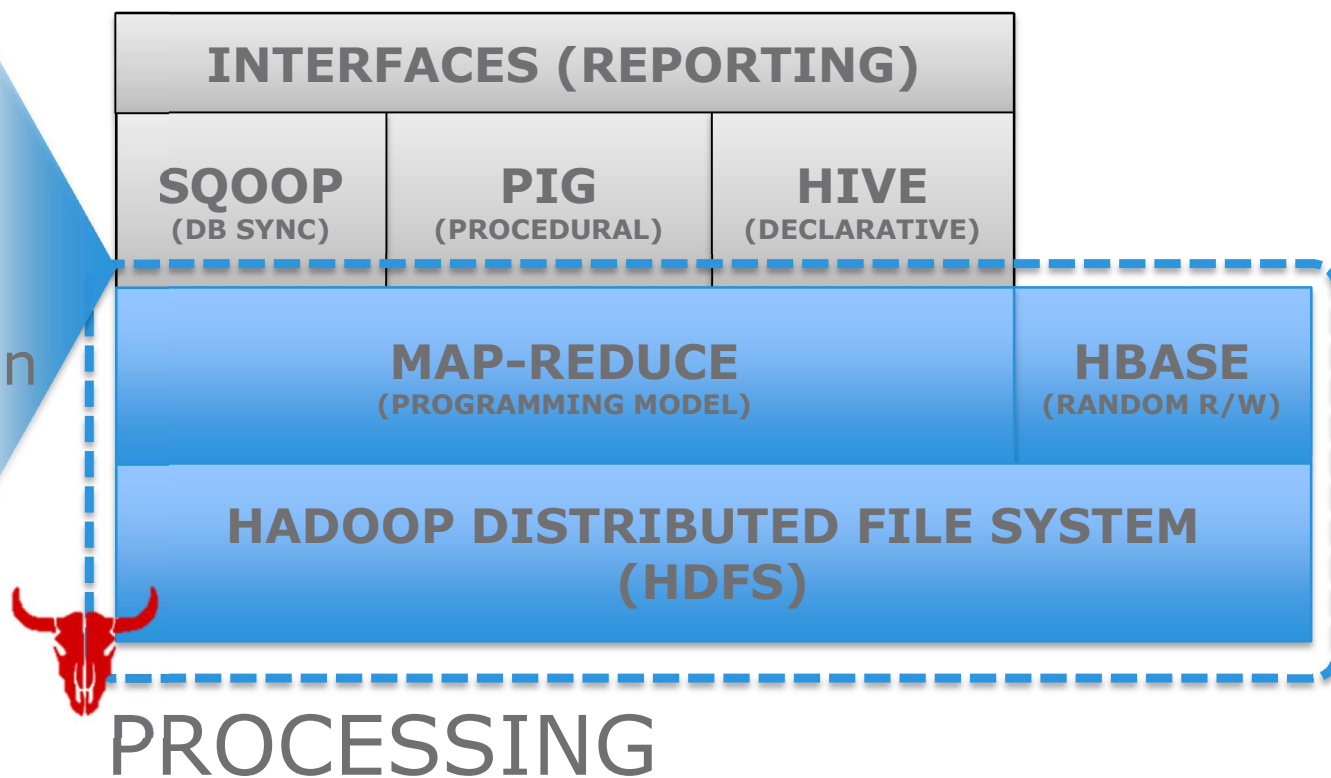 INTERFACES (REPORTING)
SQOOP
(DB SYNC)
PIG
(PROCEDURAL)
HIVE
(DECLARATIVE)
n
MAP-REDUCE
(PROGRAMMING MODEL)
HBASE
(RANDOM R/W)
HADOOP DISTRIBUTED FILE SYSTEM
(HDFS)
PROCESSING